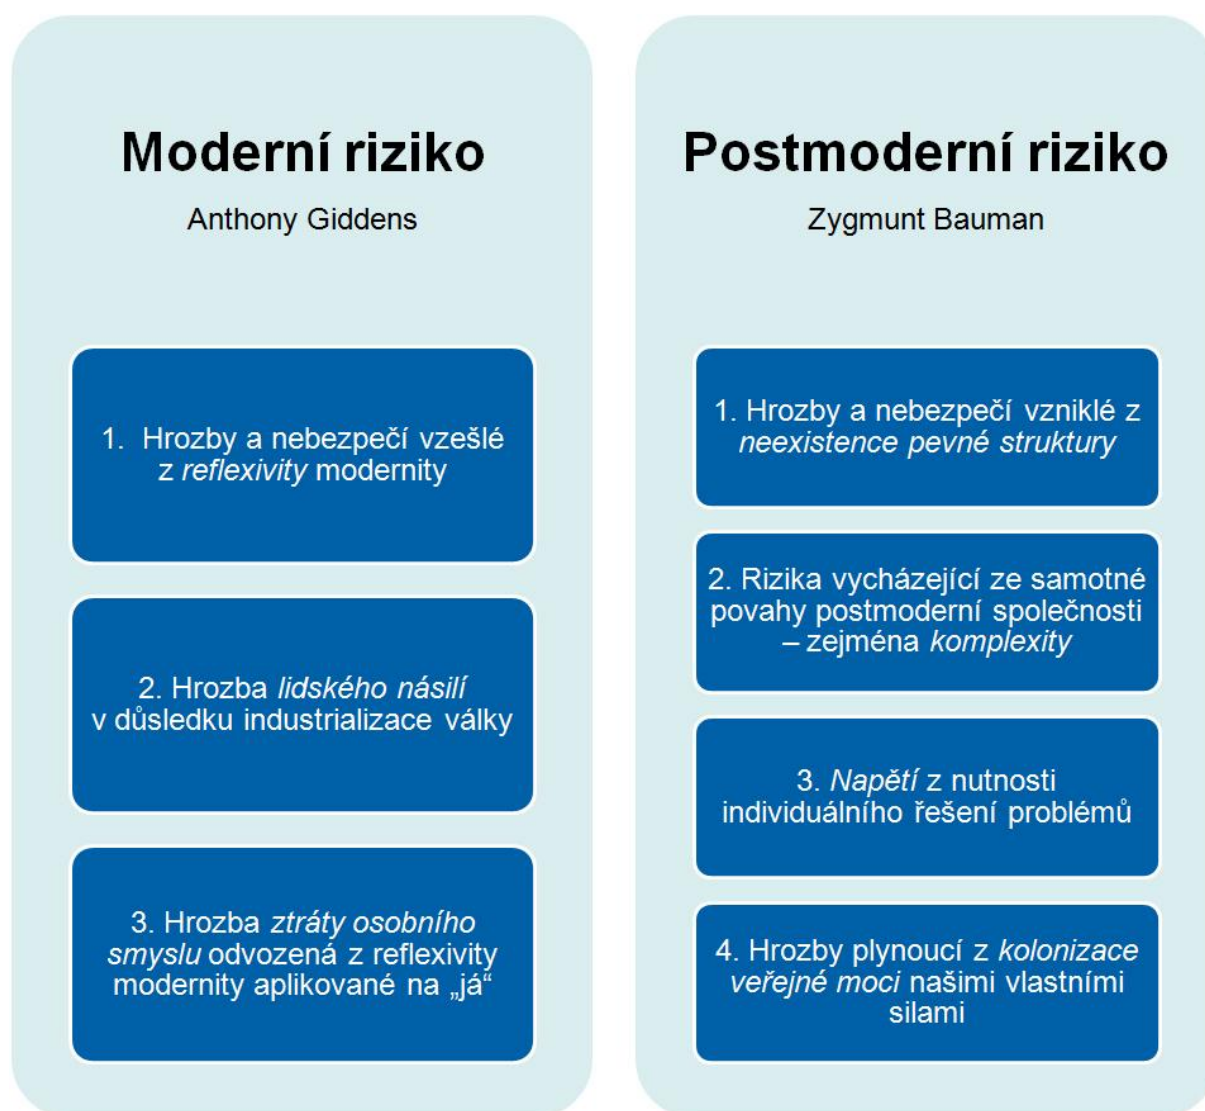 Moderní riziko
Anthony Giddens
1. Hrozby a nebezpečí vzešlé
z reflexivity modernity
2. Hrozba lidského násilí
v důsledku industrializace války
3. Hrozba ztráty osobního
smyslu odvozená z reflexivity
modernity aplikované na „já“
Postmoderní riziko
Zygmunt Bauman
1. Hrozby a nebezpečí vzniklé z
neexistence pevné struktury
2. Rizika vycházející ze samotné
povahy postmoderní společnosti
– zejména komplexity
3. Napětí z nutnosti
individuálního řešení problémů
4. Hrozby plynoucí z kolonizace
veřejné moci našimi vlastními
silami